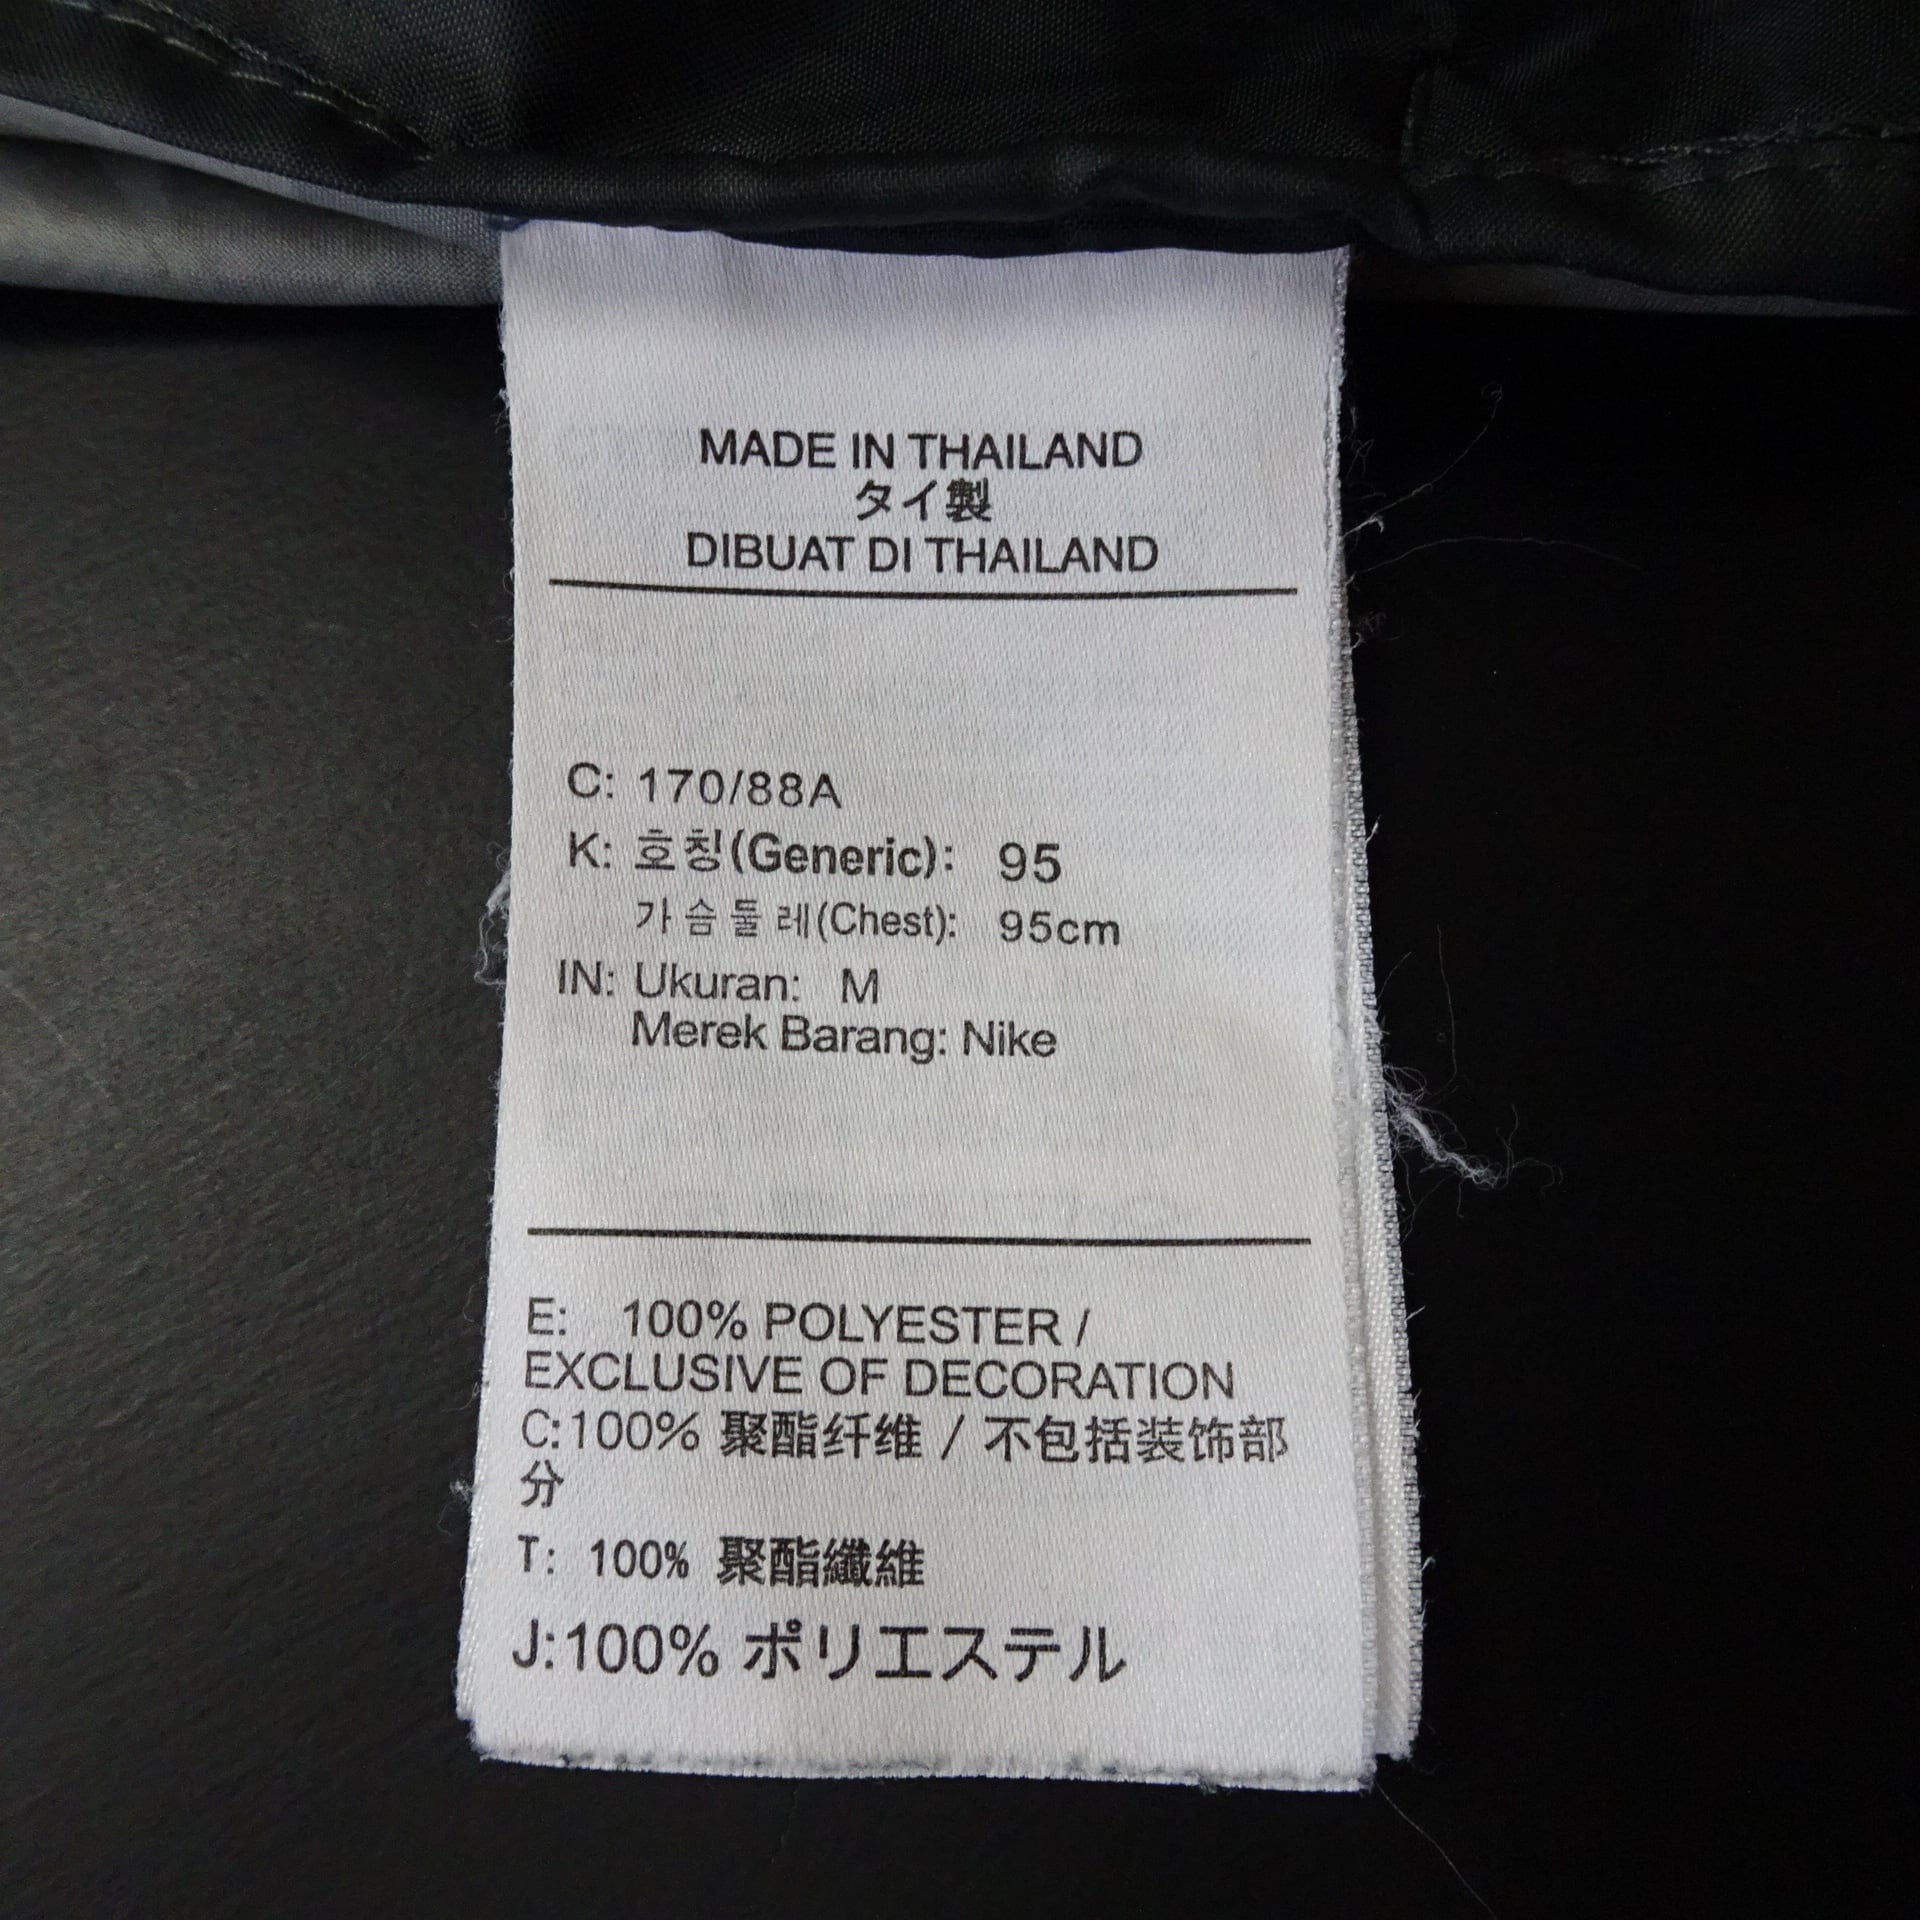 MADE IN THAILAND
タイ製
DIBUAT DI THAILAND
C: 170/88A
K: 호칭(Generic): 95
가슴둘레(Chest): 95cm
IN: Ukuran: M
Merek Barang: Nike
E: 100% POLYESTER /
EXCLUSIVE OF DECORATION
C:100% 聚酯纤维 / 不包括装饰部
分
T: 100% 聚酯纖維
J:100% ポリエステル